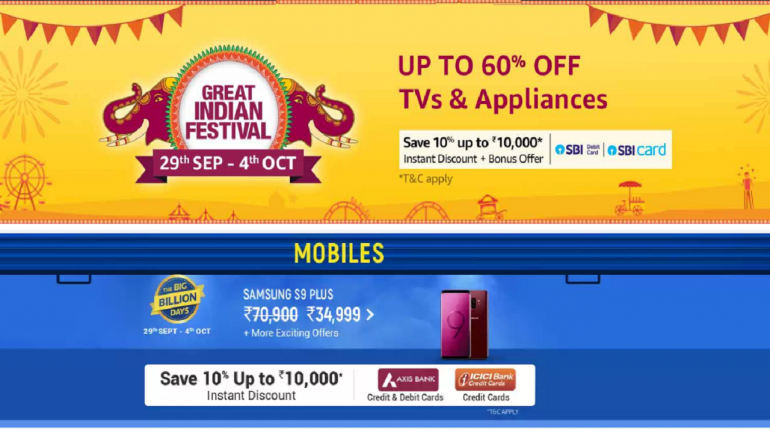 GREAT
INDIAN
FESTIVAL
29th SEP - 4th OCT
UP TO 60% OFF
TVs & Appliances
Save 10% up to ₹10,000*
Instant Discount + Bonus Offer
SBI Debit Card
SBI card
*T&C apply
MOBILES
THE BIG
BILLION
DAYS
29th SEPT - 4th OCT
SAMSUNG S9 PLUS
₹70,900 ₹34,999 >
+ More Exciting Offers
Save 10% Up to ₹10,000*
Instant Discount
AXIS BANK
Credit & Debit Cards
ICICI Bank
Credit Cards
Credit Cards
*T&C APPLY